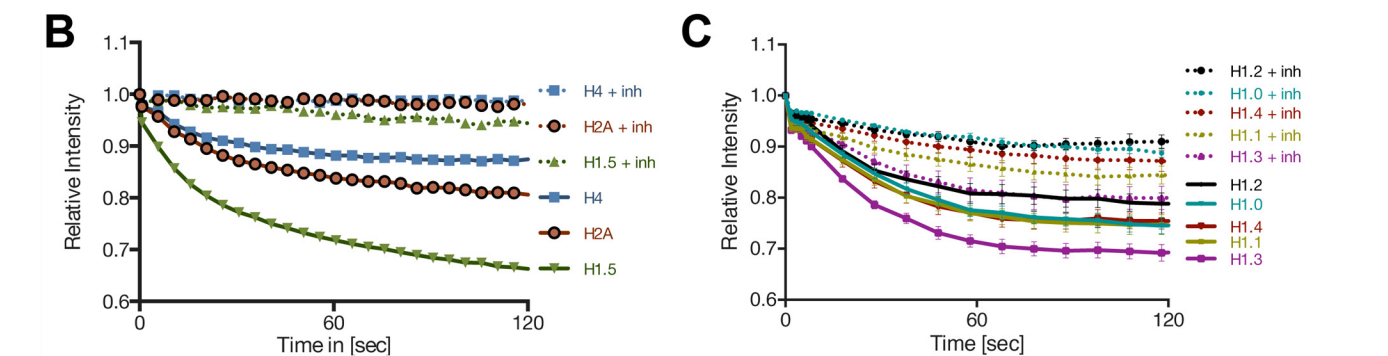 B
1.1
1.0
0.9
0.8
0.7
0.6
Relative Intensity
0
60
120
Time in [sec]
H4 + inh
H2A + inh
H1.5 + inh
H4
H2A
H1.5
C
1.1
1.0
0.9
0.8
0.7
0.6
Relative Intensity
0
60
120
Time [sec]
H1.2 + inh
H1.0 + inh
H1.4 + inh
H1.1 + inh
H1.3 + inh
H1.2
H1.0
H1.4
H1.1
H1.3